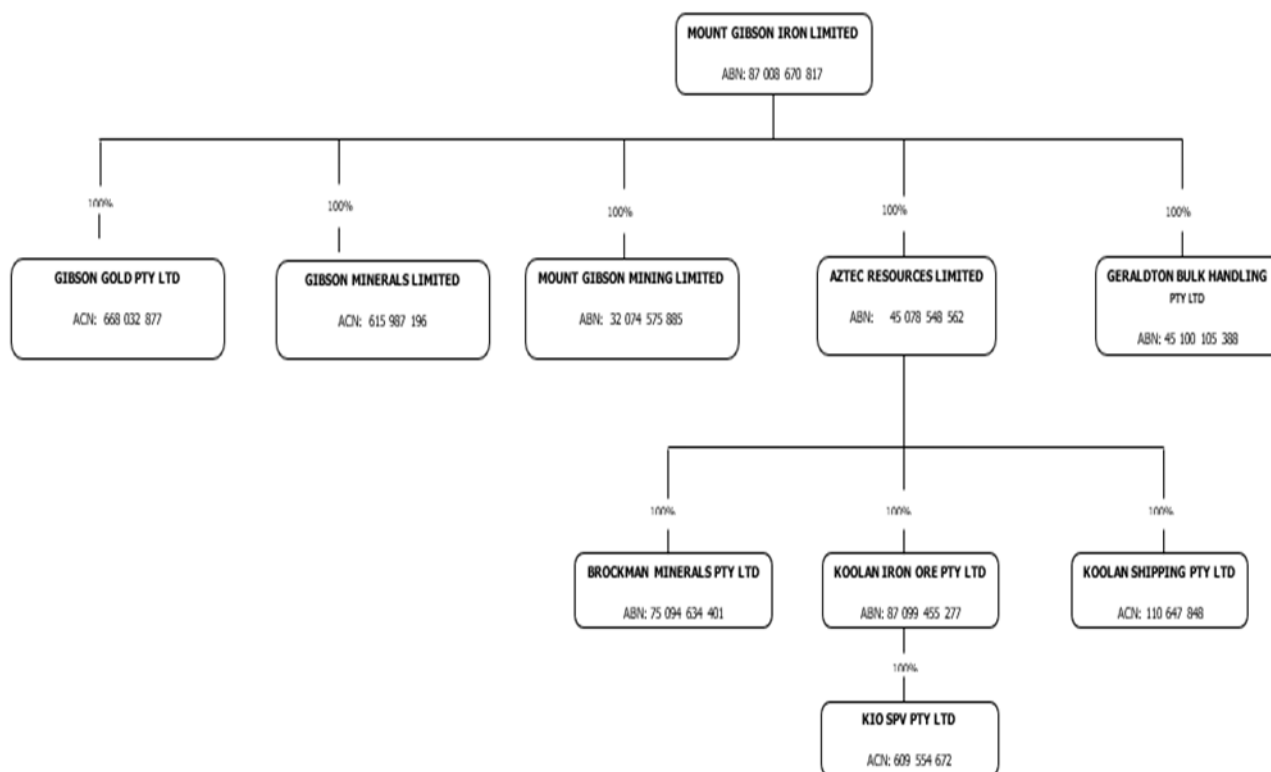 MOUNT GIBSON IRON LIMITED
ABN: 87 008 670 817
100%
100%
100%
100%
100%
GIBSON GOLD PTY LTD
ACN: 668 032 877
GIBSON MINERALS LIMITED
ACN: 615 987 196
MOUNT GIBSON MINING LIMITED
ABN: 32 074 575 885
AZTEC RESOURCES LIMITED
ABN: 45 078 548 562
GERALDTON BULK HANDLING
PTY LTD
ABN: 45 100 105 388
100%
100%
100%
BROCKMAN MINERALS PTY LTD
ABN: 75 094 634 401
KOOLAN IRON ORE PTY LTD
ABN: 87 099 455 277
KOOLAN SHIPPING PTY LTD
ACN: 110 647 848
100%
KIO SPV PTY LTD
ACN: 609 554 672